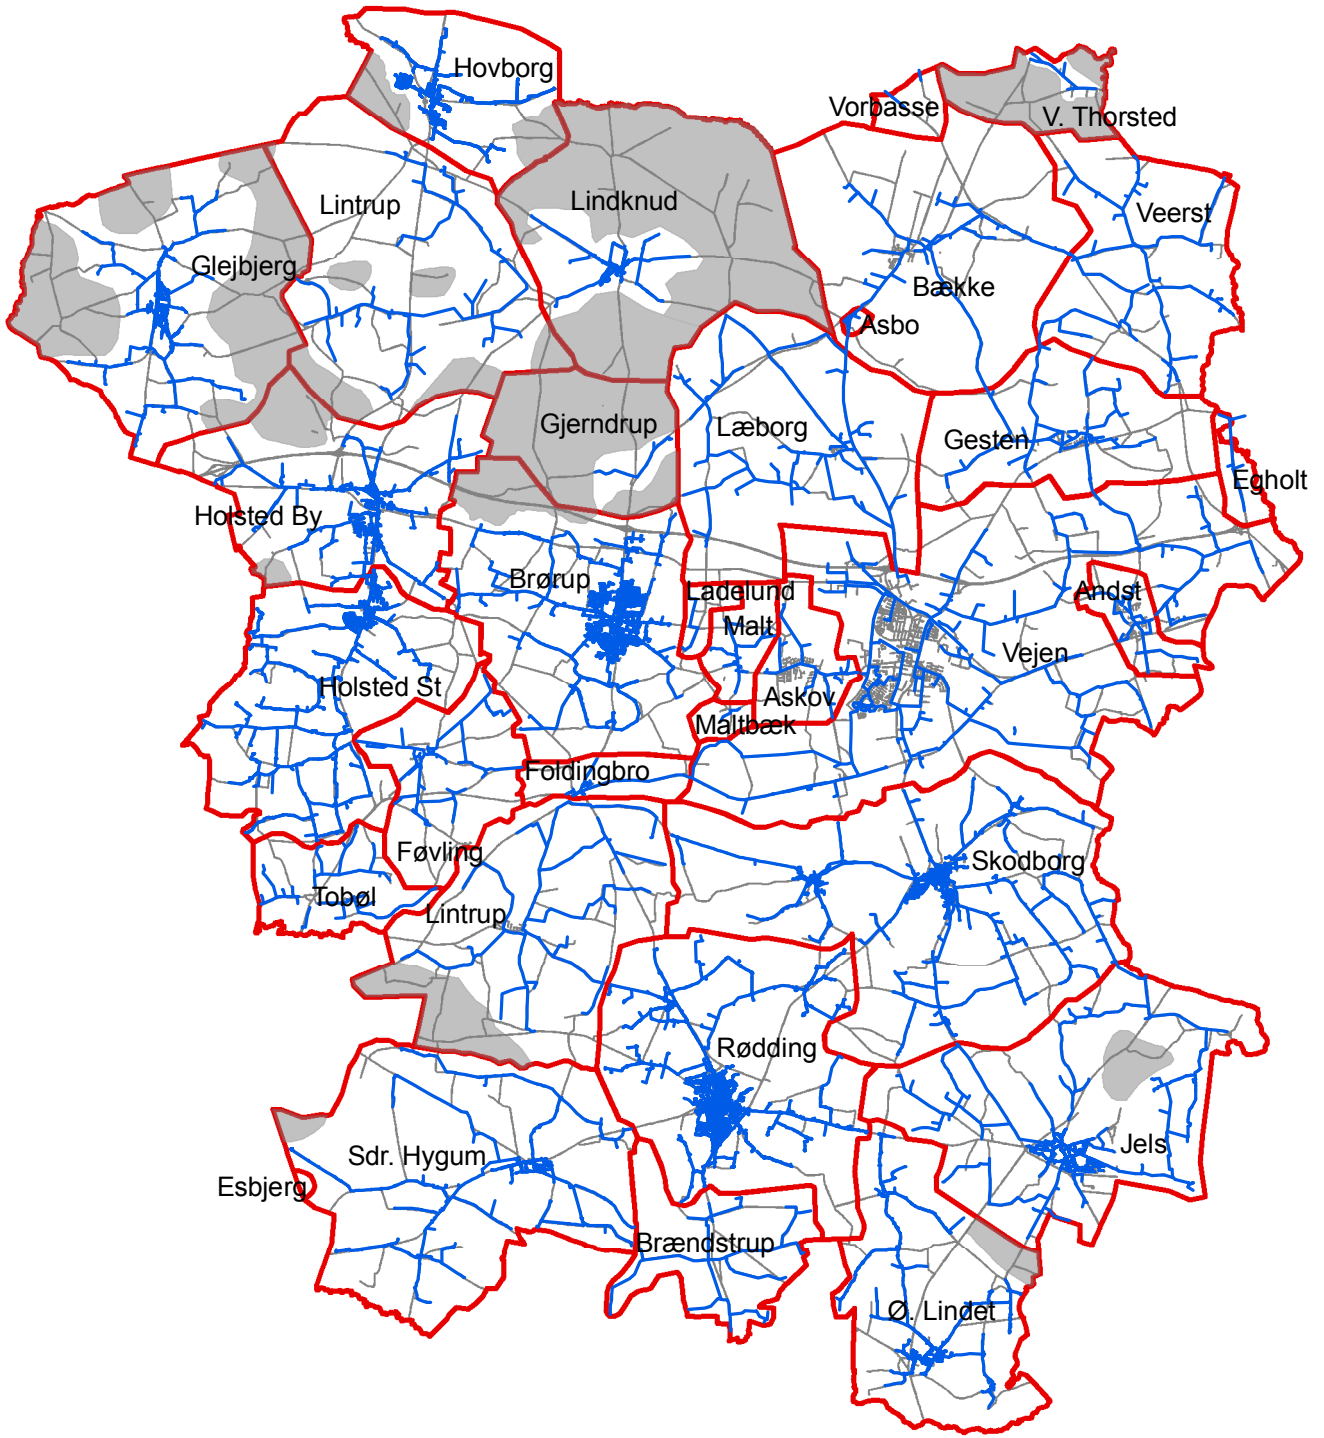 Hovborg
Vorbasse
V. Thorsted
Lintrup
Lindknud
Veerst
Glejbjerg
Bække
Asbo
Gjerndrup
Læborg
Gesten
Egholt
Holsted By
Brørup
Ladelund
Andst
Malt
Vejen
Holsted St
Askov
Maltbæk
Foldingbro
Føvling
Skodborg
Tobøl
Lintrup
Rødding
Jels
Sdr. Hygum
Esbjerg
Brændstrup
Ø. Lindet